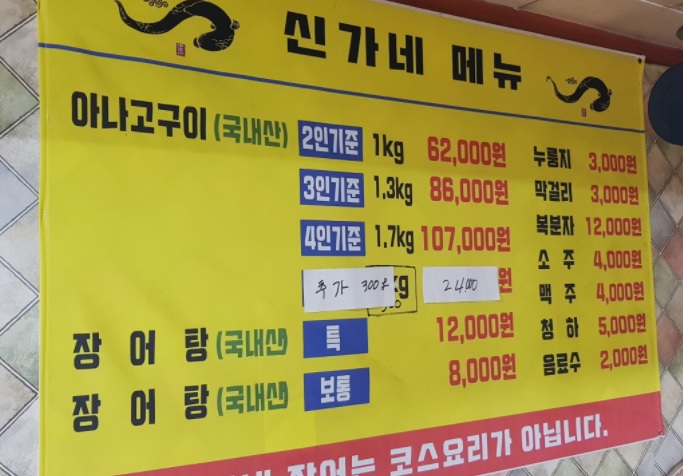 신가네 메뉴
아나고구이 (국내산) 2인기준 1kg 62,000원
3인기준 1.3kg 86,000원
4인기준 1.7kg 107,000원
추가 300g kg 24,000 원
장어탕 (국내산) 특 12,000원
장어탕 (국내산) 보통 8,000원
누룽지 3,000원
막걸리 3,000원
복분자 12,000원
소주 4,000원
맥주 4,000원
청하 5,000원
음료수 2,000원
장어는 코스요리가 아닙니다.